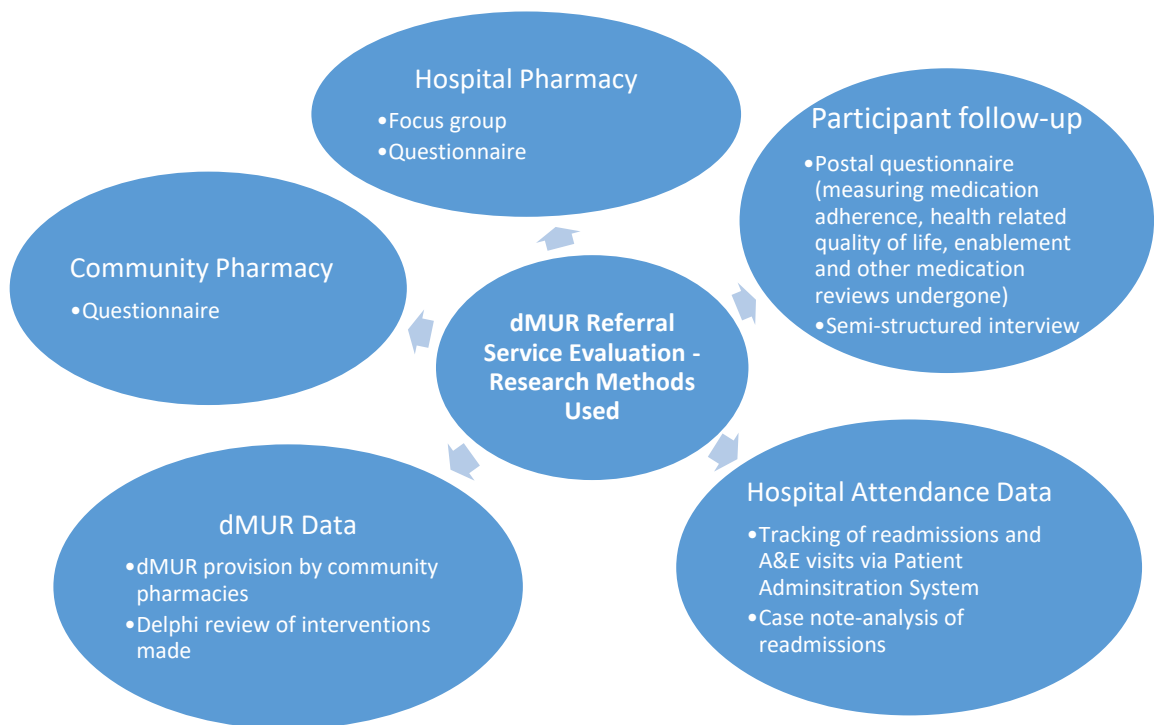 Hospital Pharmacy
•Focus group
•Questionnaire
Participant follow-up
•Postal questionnaire
(measuring medication
adherence, health related
quality of life, enablement
and other medication
reviews undergone)
•Semi-structured interview
Community Pharmacy
•Questionnaire
dMUR Referral
Service Evaluation -
Research Methods
Used
dMUR Data
•dMUR provision by community
pharmacies
•Delphi review of interventions
made
Hospital Attendance Data
•Tracking of readmissions and
A&E visits via Patient
Adminsitration System
•Case note-analysis of
readmissions